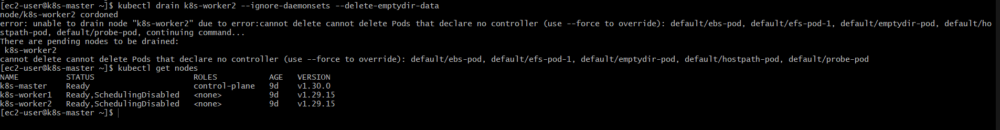 [ec2-user@k8s-master ~]$ kubectl drain k8s-worker2 --ignore-daemonsets --delete-emptydir-data
node/k8s-worker2 cordoned
error: unable to drain node "k8s-worker2" due to error:cannot delete cannot delete Pods that declare no controller (use --force to override): default/ebs-pod, default/efs-pod-1, default/emptydir-pod, default/ho
stpath-pod, default/probe-pod, continuing command...
There are pending nodes to be drained:
 k8s-worker2
cannot delete cannot delete Pods that declare no controller (use --force to override): default/ebs-pod, default/efs-pod-1, default/emptydir-pod, default/hostpath-pod, default/probe-pod
[ec2-user@k8s-master ~]$ kubectl get nodes
NAME          STATUS                     ROLES           AGE   VERSION
k8s-master    Ready                      control-plane   9d    v1.30.0
k8s-worker1   Ready,SchedulingDisabled   <none>          9d    v1.29.15
k8s-worker2   Ready,SchedulingDisabled   <none>          9d    v1.29.15
[ec2-user@k8s-master ~]$